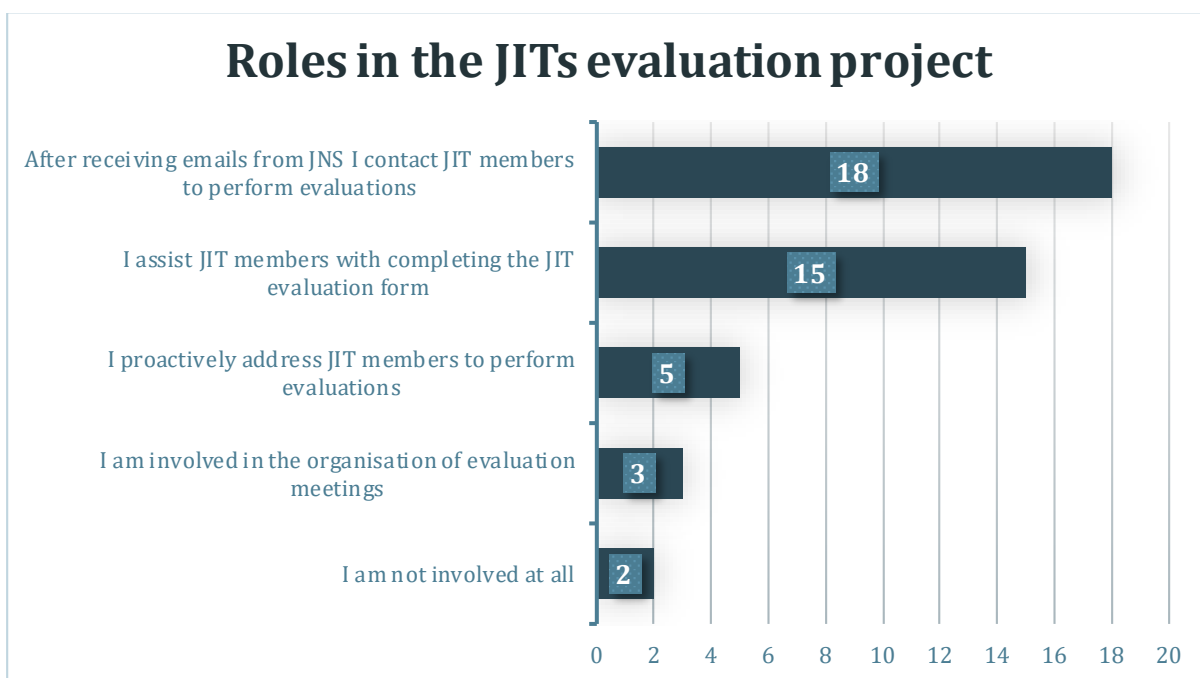 Roles in the JITs evaluation project
After receiving emails from JNS I contact JIT members
to perform evaluations
18
I assist JIT members with completing the JIT
evaluation form
15
I proactively address JIT members to perform
evaluations
5
I am involved in the organisation of evaluation
meetings
3
I am not involved at all
2
0 2 4 6 8 10 12 14 16 18 20